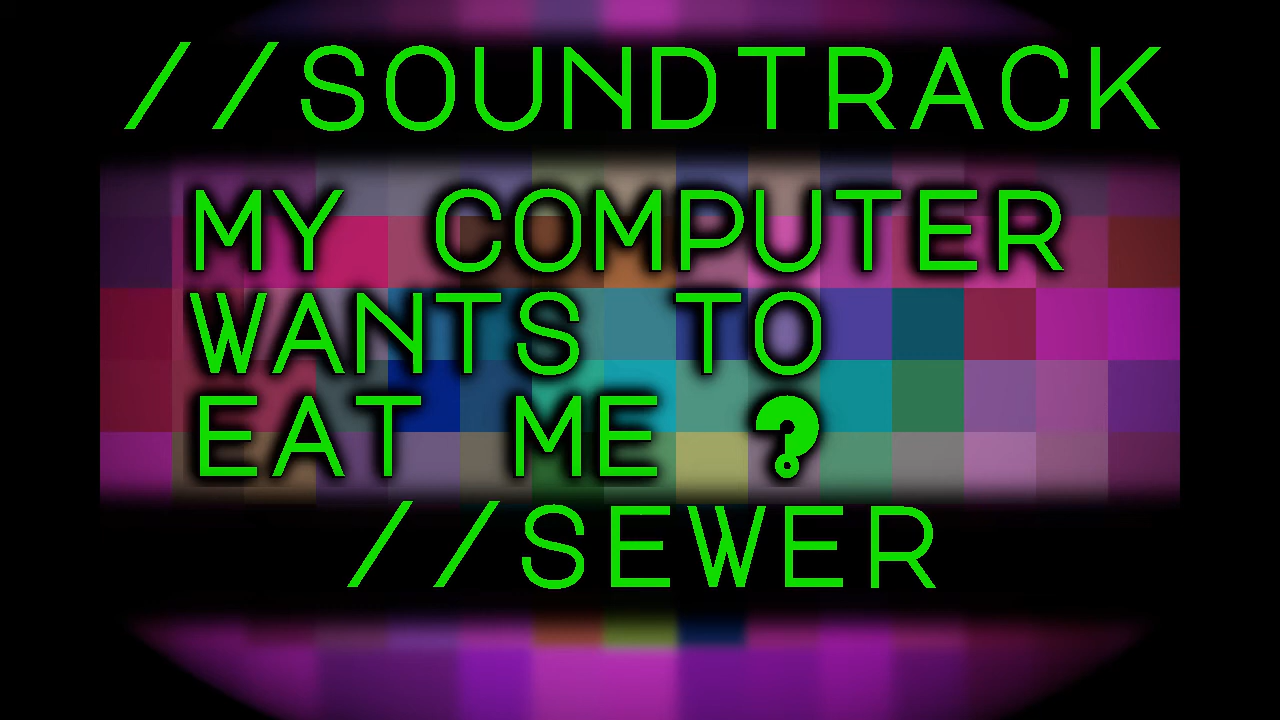 //SOUNDTRACK
MY COMPUTER
WANTS TO
EAT ME ?
//SEWER